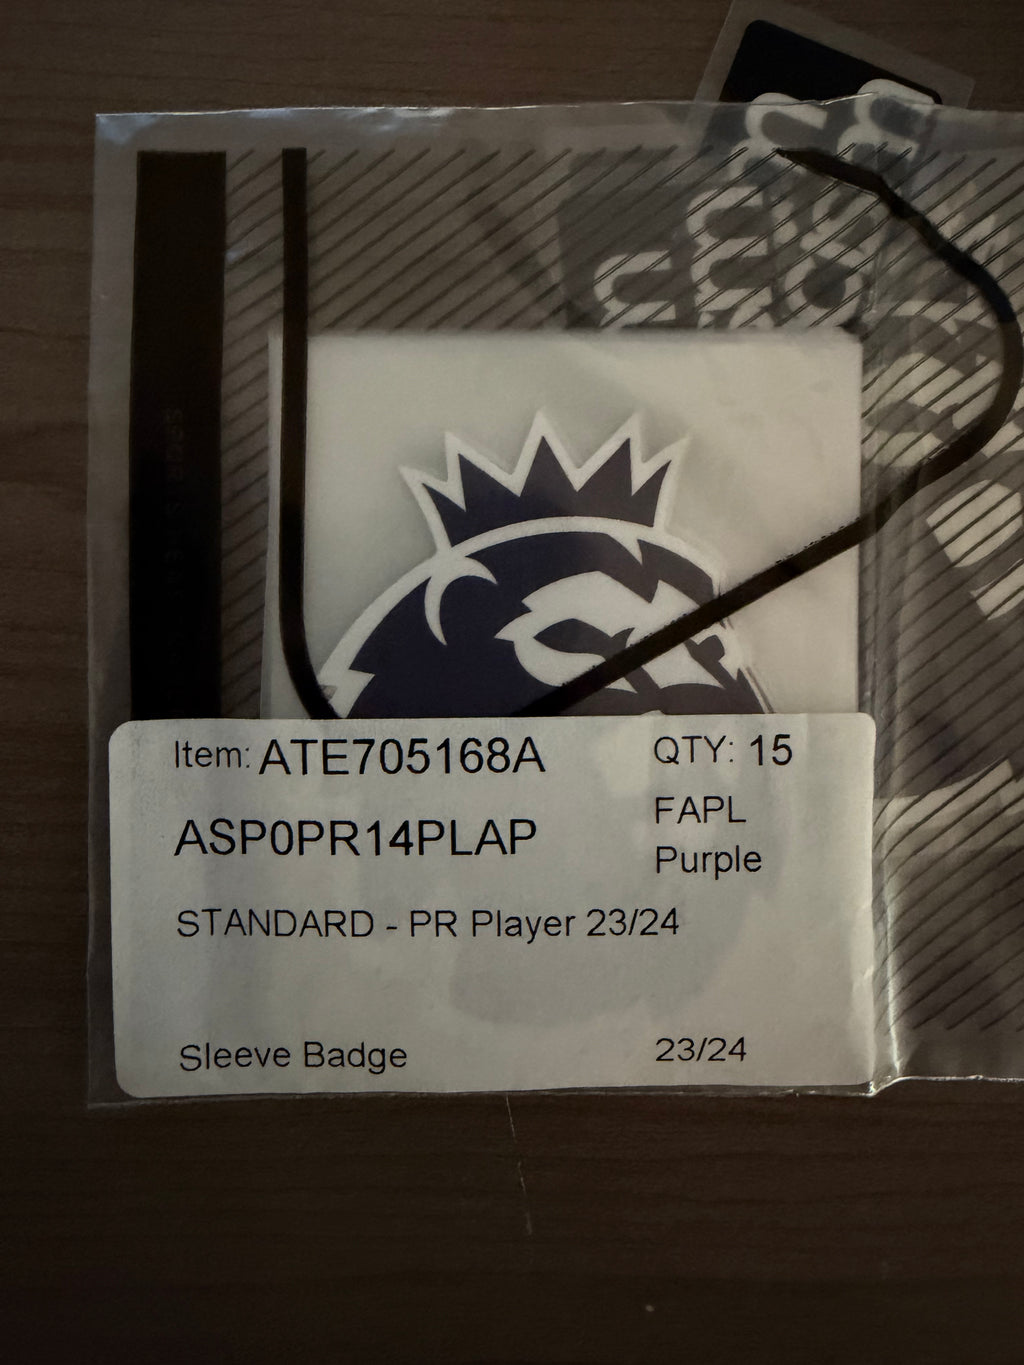 Item: ATE705168A
QTY: 15
ASP0PR14PLAP
FAPL
Purple
STANDARD - PR Player 23/24
Sleeve Badge
23/24